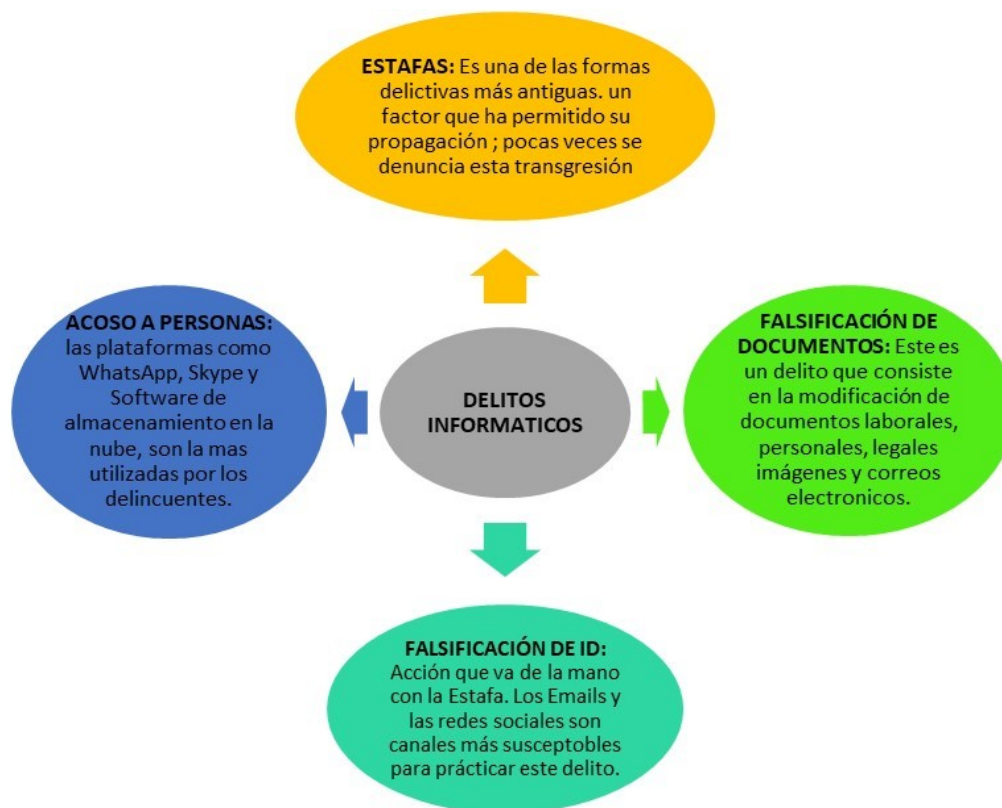 ESTAFAS: Es una de las formas
delictivas más antiguas. un
factor que ha permitido su
propagación ; pocas veces se
denuncia esta transgresión
ACOSO A PERSONAS:
las plataformas como
WhatsApp, Skype y
Software de
almacenamiento en la
nube, son la mas
utilizadas por los
delincuentes.
DELITOS
INFORMATICOS
FALSIFICACIÓN DE
DOCUMENTOS: Este es
un delito que consiste
en la modificación de
documentos laborales,
personales, legales
imágenes y correos
electronicos.
FALSIFICACIÓN DE ID:
Acción que va de la mano
con la Estafa. Los Emails y
las redes sociales son
canales más susceptobles
para prácticar este delito.